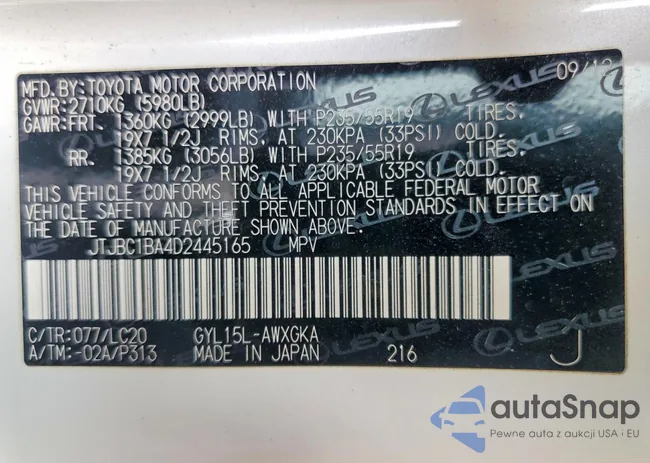 MFD. BY: TOYOTA MOTOR CORPORATION 09/12
GVWR: 2710KG (5980LB)
GAWR: FRT. 1360KG (2999LB) WITH P235/55R19 TIRES,
19X7 1/2J RIMS, AT 230KPA (33PSI) COLD.
RR. 1385KG (3056LB) WITH P235/55R19 TIRES,
19X7 1/2J RIMS, AT 230KPA (33PSI) COLD.
THIS VEHICLE CONFORMS TO ALL APPLICABLE FEDERAL MOTOR
VEHICLE SAFETY AND THEFT PREVENTION STANDARDS IN EFFECT ON
THE DATE OF MANUFACTURE SHOWN ABOVE.
JTJBC1BA4D2445165 MPV
C/TR: 077/LC20 GYL15L-AWXGKA
A/TM: -02A/P313 MADE IN JAPAN 216 J
LEXUS
autaSnap
Pewne auta z aukcji USA i EU